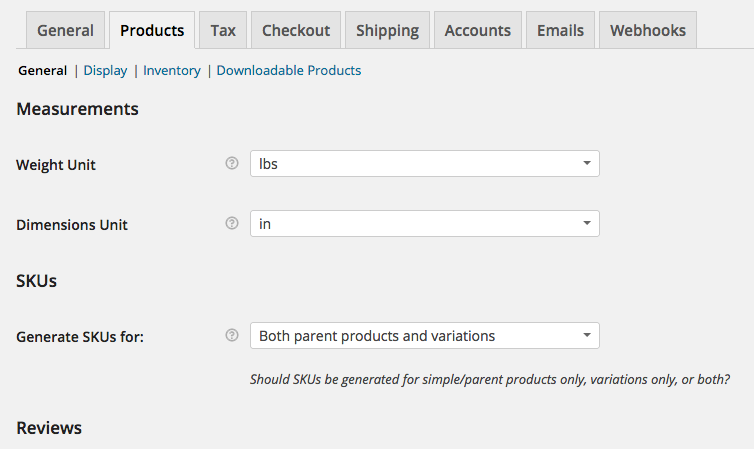 General Products Tax Checkout Shipping Accounts Emails Webhooks
General | Display | Inventory | Downloadable Products
Measurements
Weight Unit ? lbs
Dimensions Unit ? in
SKUs
Generate SKUs for: ? Both parent products and variations
Should SKUs be generated for simple/parent products only, variations only, or both?
Reviews